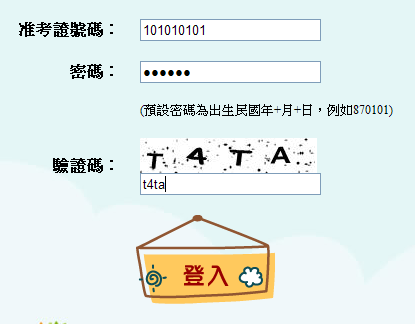 准考證號碼： 101010101
密碼： ●●●●●●
(預設密碼為出生民國年+月+日，例如870101)
T4TA
驗證碼： t4ta
登入